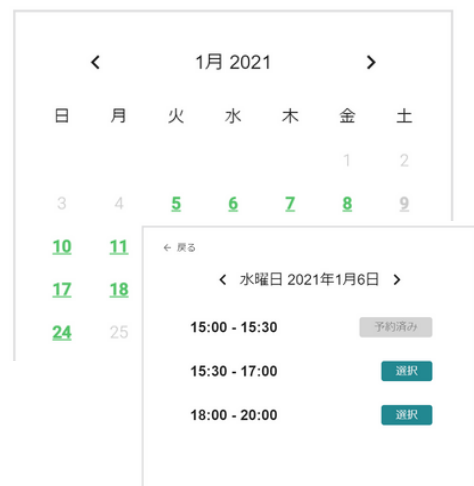 < 1月 2021 >
日 月 火 水 木 金 土
1 2
3 4 5 6 7 8 9
10 11
17 18
24 25
← 戻る
< 水曜日 2021年1月6日 >
15:00 - 15:30 予約済み
15:30 - 17:00 選択
18:00 - 20:00 選択